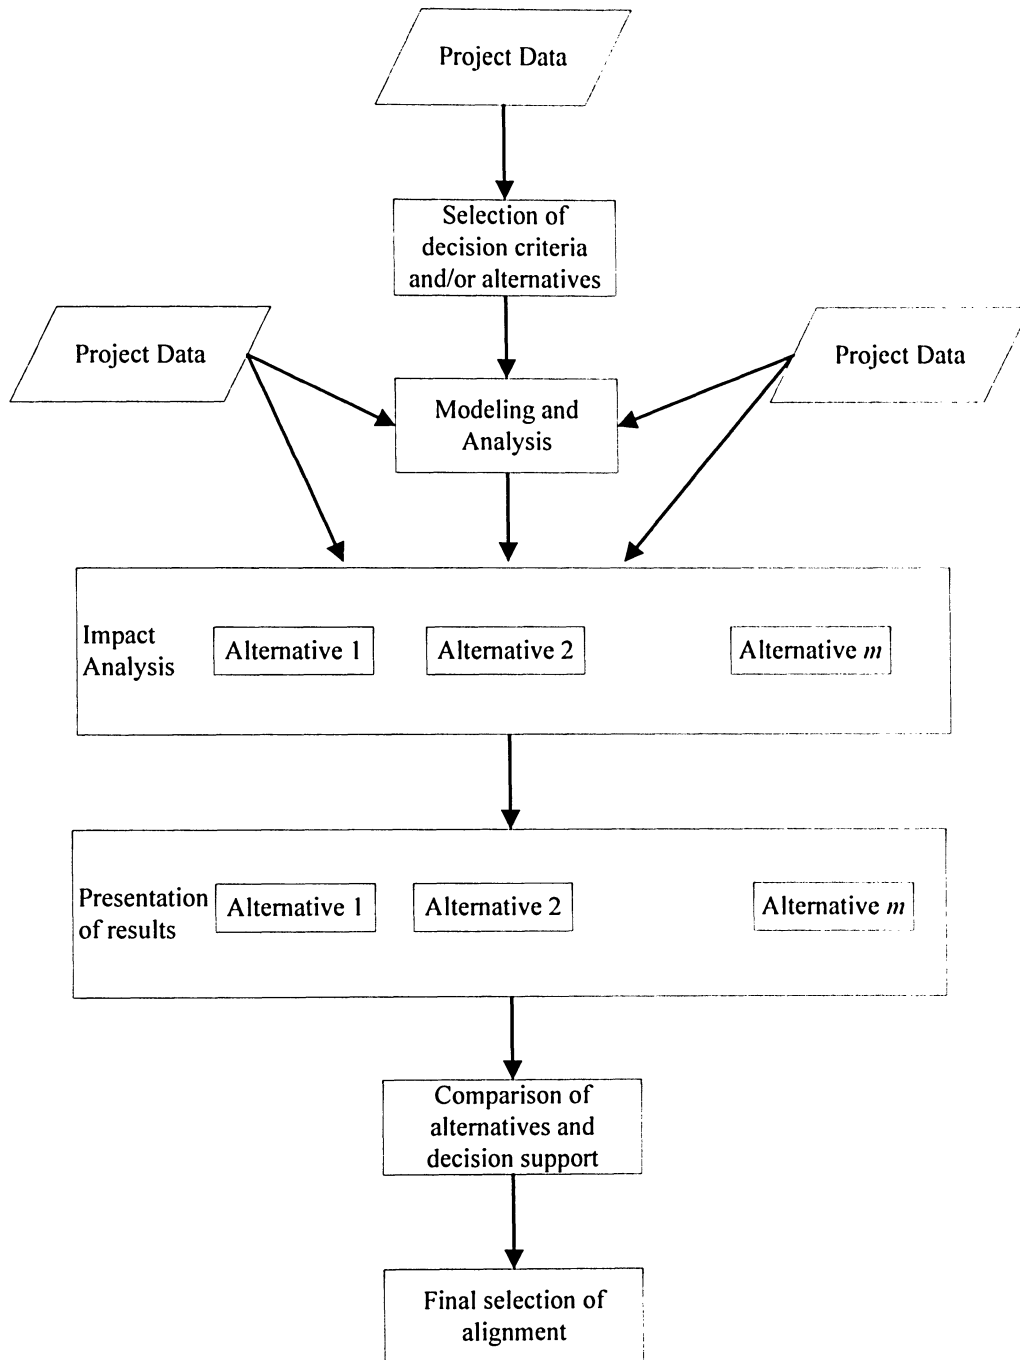 Project Data
Selection of
decision criteria
and/or alternatives
Project Data
Project Data
Modeling and
Analysis
Impact
Analysis
Alternative 1
Alternative 2
Alternative m
Presentation
of results
Alternative 1
Alternative 2
Alternative m
Comparison of
alternatives and
decision support
Final selection of
alignment